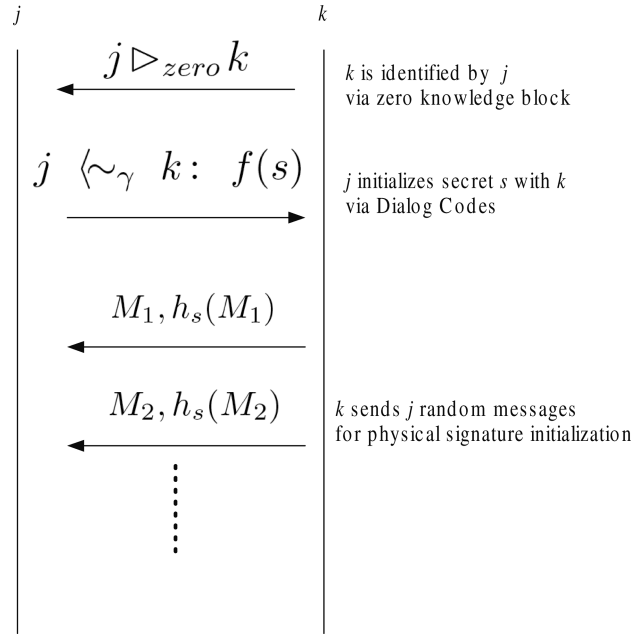 j k
j ▷zero k
k is identified by j
via zero knowledge block
j ⟨∼γ k: f(s)
j initializes secret s with k
via Dialog Codes
M1, hs(M1)
M2, hs(M2)
k sends j random messages
for physical signature initialization